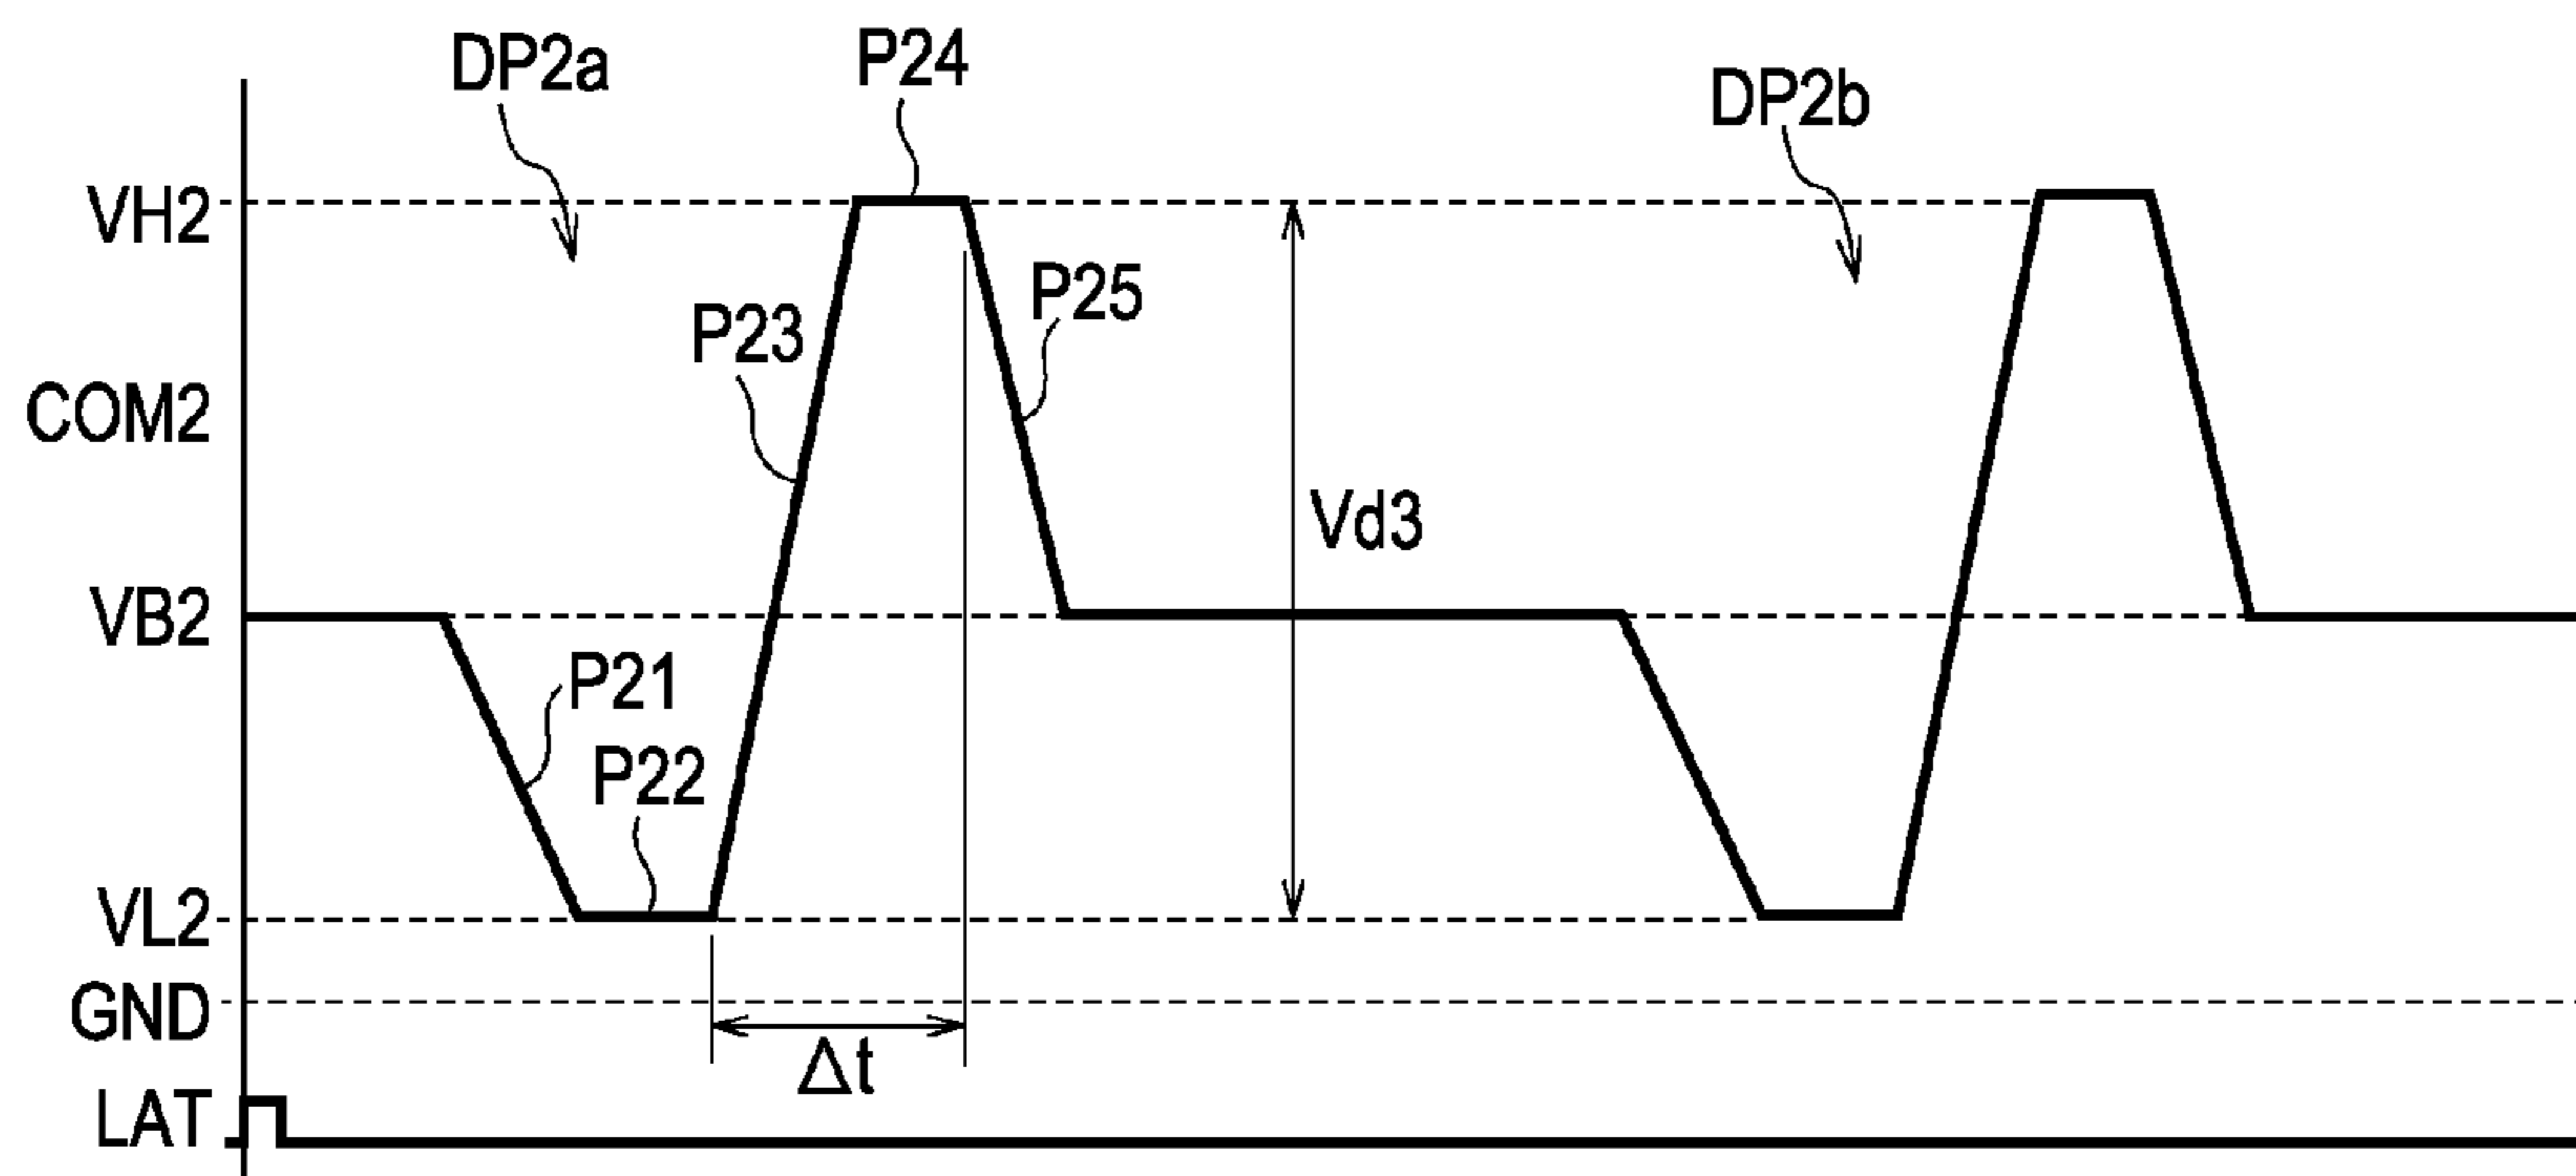 DP2a
P24
DP2b
VH2
P25
P23
COM2
Vd3
VB2
P21
P22
VL2
GND
Δt
LAT